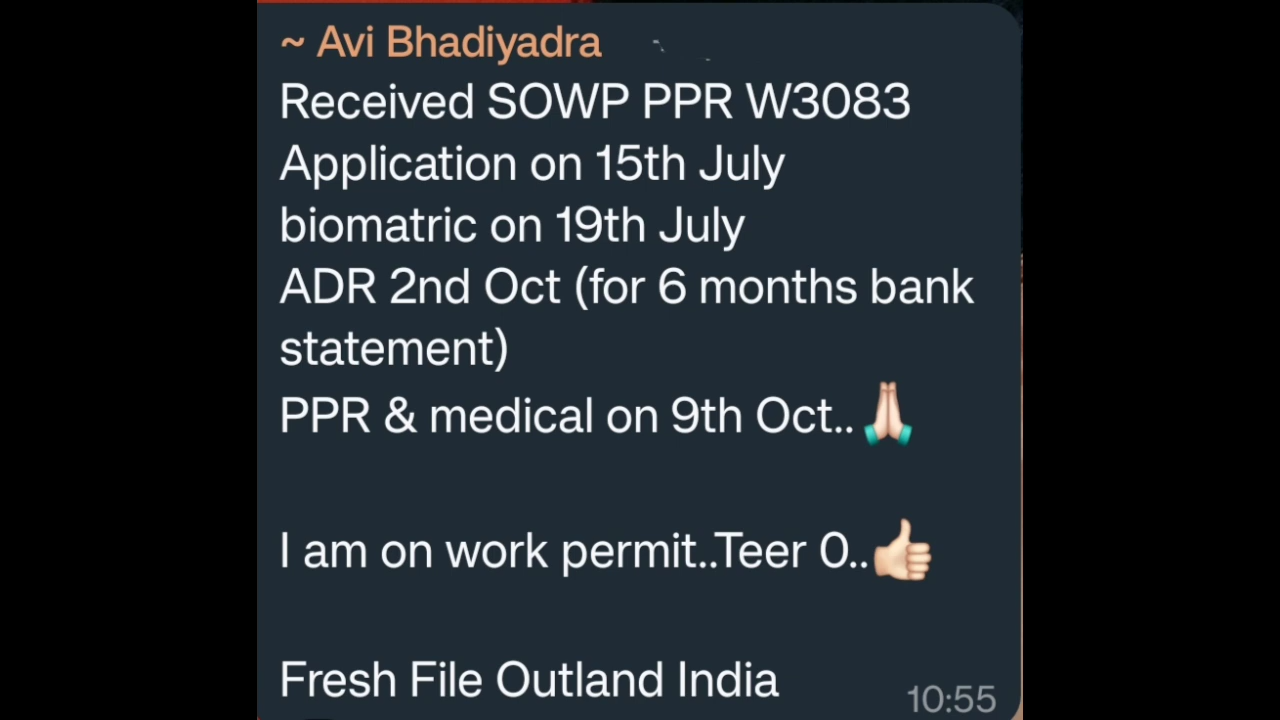 ~ Avi Bhadiyadra
Received SOWP PPR W3083
Application on 15th July
biomatric on 19th July
ADR 2nd Oct (for 6 months bank
statement)
PPR & medical on 9th Oct..🙏🏻
I am on work permit..Teer 0..👍🏻
Fresh File Outland India
10:55